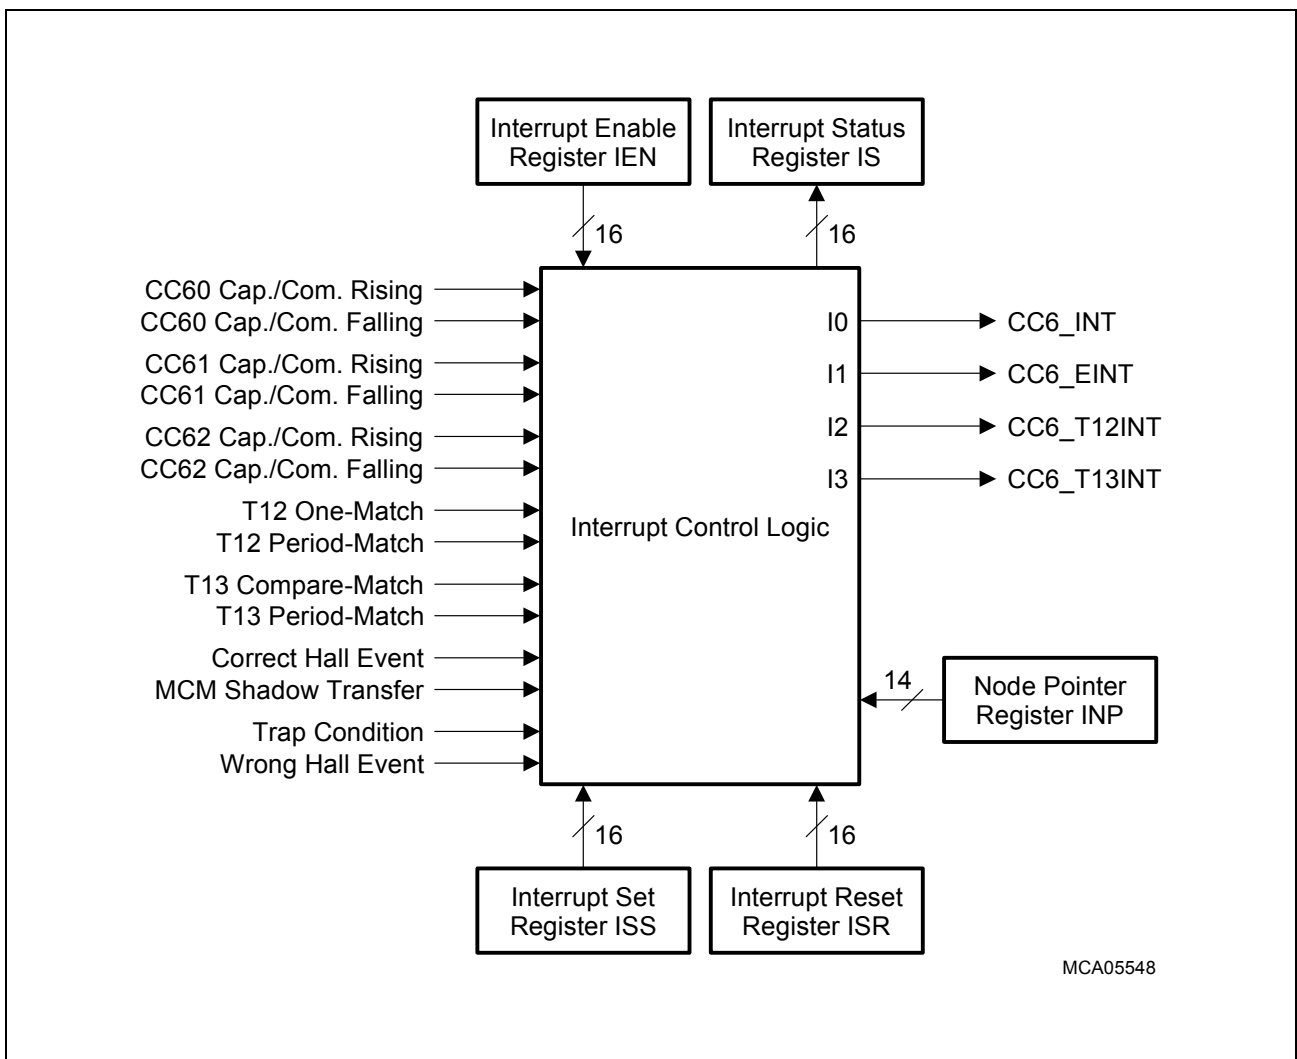 Interrupt Enable
Register IEN
Interrupt Status
Register IS
16
16
CC60 Cap./Com. Rising
CC60 Cap./Com. Falling
CC61 Cap./Com. Rising
CC61 Cap./Com. Falling
CC62 Cap./Com. Rising
CC62 Cap./Com. Falling
T12 One-Match
T12 Period-Match
T13 Compare-Match
T13 Period-Match
Correct Hall Event
MCM Shadow Transfer
Trap Condition
Wrong Hall Event
Interrupt Control Logic
I0
CC6_INT
I1
CC6_EINT
I2
CC6_T12INT
I3
CC6_T13INT
14
Node Pointer
Register INP
16
16
Interrupt Set
Register ISS
Interrupt Reset
Register ISR
MCA05548